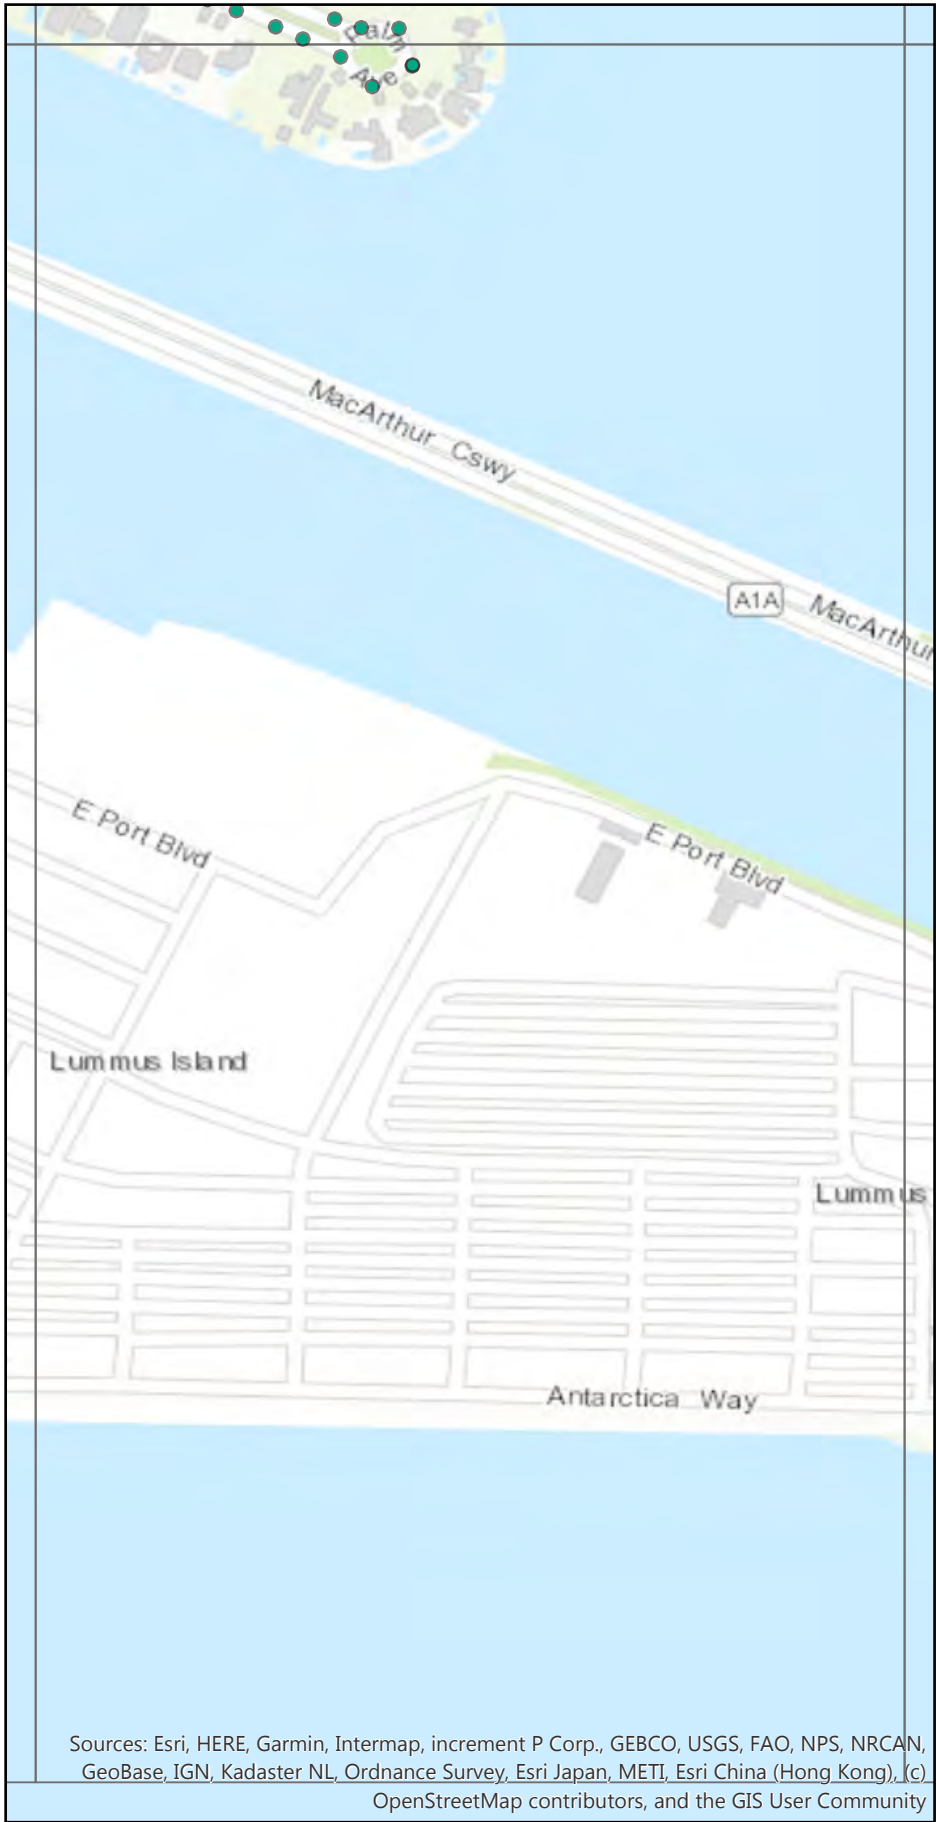 Palm
Ave
MacArthur Cswy
A1A
MacArthur
E Port Blvd
E Port Blvd
Lummus Island
Lummus
Antarctica Way
Sources: Esri, HERE, Garmin, Intermap, increment P Corp., GEBCO, USGS, FAO, NPS, NRCAN,
GeoBase, IGN, Kadaster NL, Ordnance Survey, Esri Japan, METI, Esri China (Hong Kong), (c)
OpenStreetMap contributors, and the GIS User Community